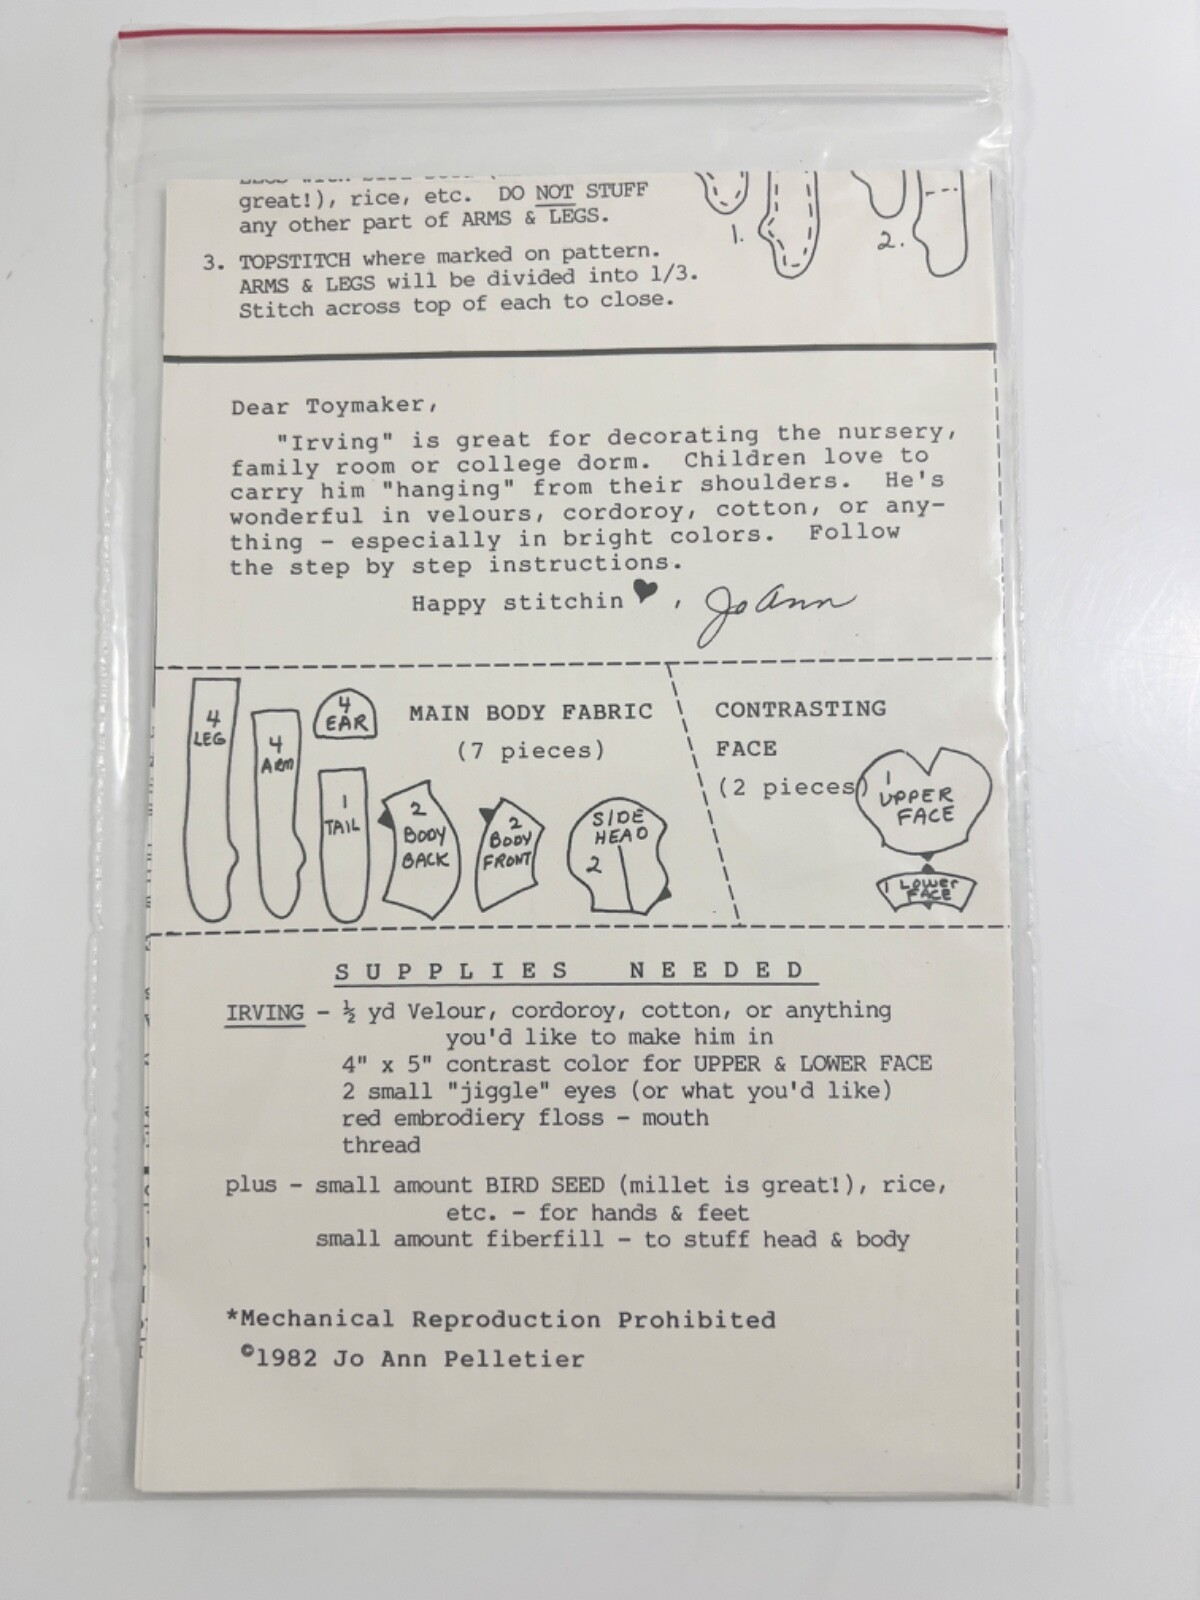 great!), rice, etc. DO NOT STUFF
any other part of ARMS & LEGS.
1.
2.
3. TOPSTITCH where marked on pattern.
ARMS & LEGS will be divided into 1/3.
Stitch across top of each to close.
Dear Toymaker,
"Irving" is great for decorating the nursery,
family room or college dorm. Children love to
carry him "hanging" from their shoulders. He's
wonderful in velours, cordoroy, cotton, or any-
thing - especially in bright colors. Follow
the step by step instructions.
Happy stitchin ♥, Jo Ann
4
LEG
4
ARM
4
EAR
1
TAIL
MAIN BODY FABRIC
(7 pieces)
2
BODY
BACK
2
BODY
FRONT
SIDE
HEAD
2
CONTRASTING
FACE
(2 pieces)
1
UPPER
FACE
1 LOWER
FACE
SUPPLIES NEEDED
IRVING - ½ yd Velour, cordoroy, cotton, or anything
you'd like to make him in
4" x 5" contrast color for UPPER & LOWER FACE
2 small "jiggle" eyes (or what you'd like)
red embrodiery floss - mouth
thread
plus - small amount BIRD SEED (millet is great!), rice,
etc. - for hands & feet
small amount fiberfill - to stuff head & body
*Mechanical Reproduction Prohibited
©1982 Jo Ann Pelletier